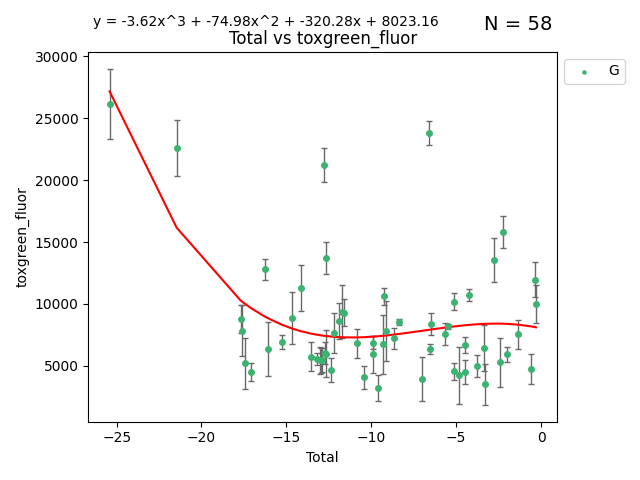 y = -3.62x^3 + -74.98x^2 + -320.28x + 8023.16
N = 58
Total vs toxgreen_fluor
G
30000
25000
20000
15000
10000
5000
toxgreen_fluor
−25 −20 −15 −10 −5 0
Total